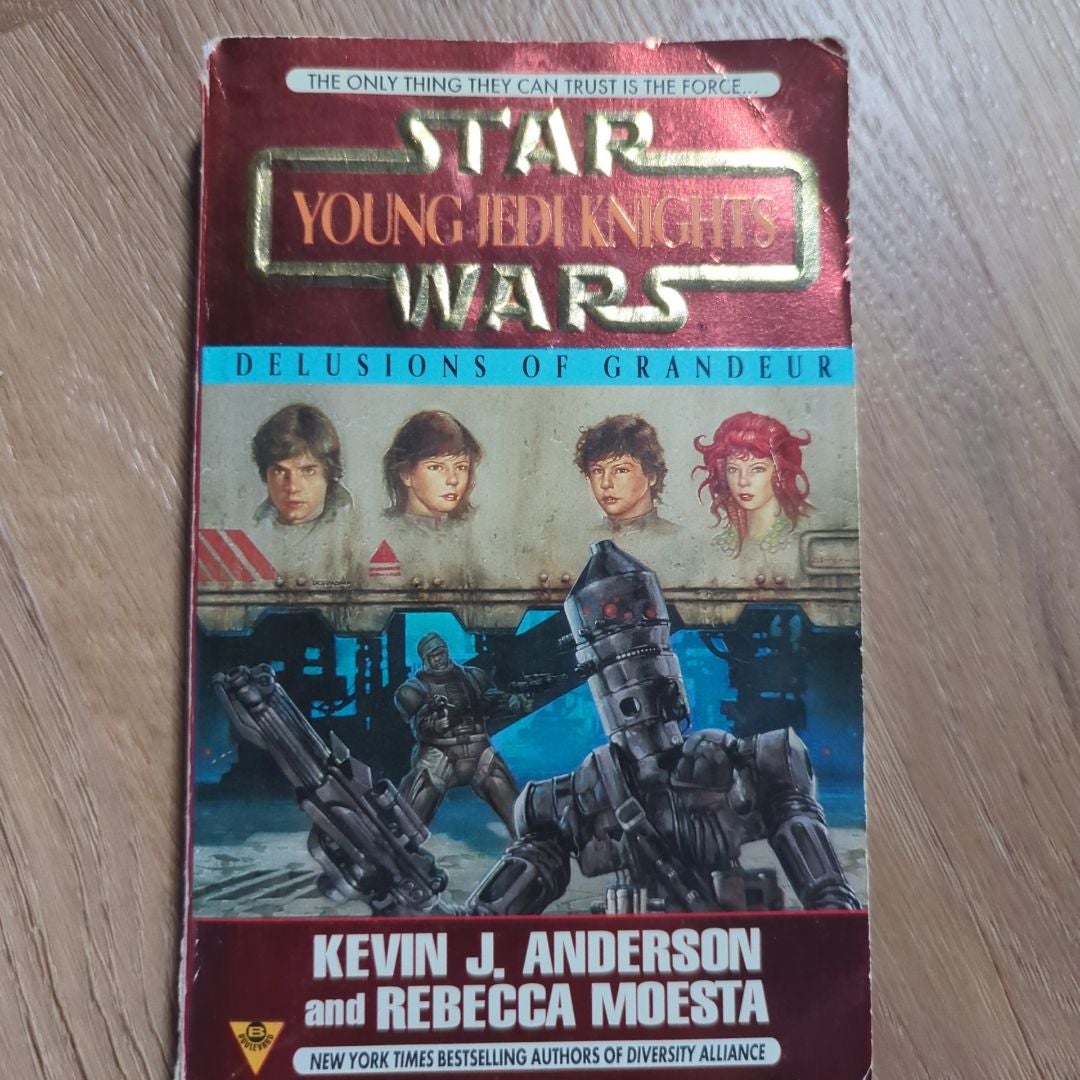 THE ONLY THING THEY CAN TRUST IS THE FORCE...
STAR
YOUNG JEDI KNIGHTS
WARS
DELUSIONS OF GRANDEUR
KEVIN J. ANDERSON
and REBECCA MOESTA
B
BOULEVARD
NEW YORK TIMES BESTSELLING AUTHORS OF DIVERSITY ALLIANCE